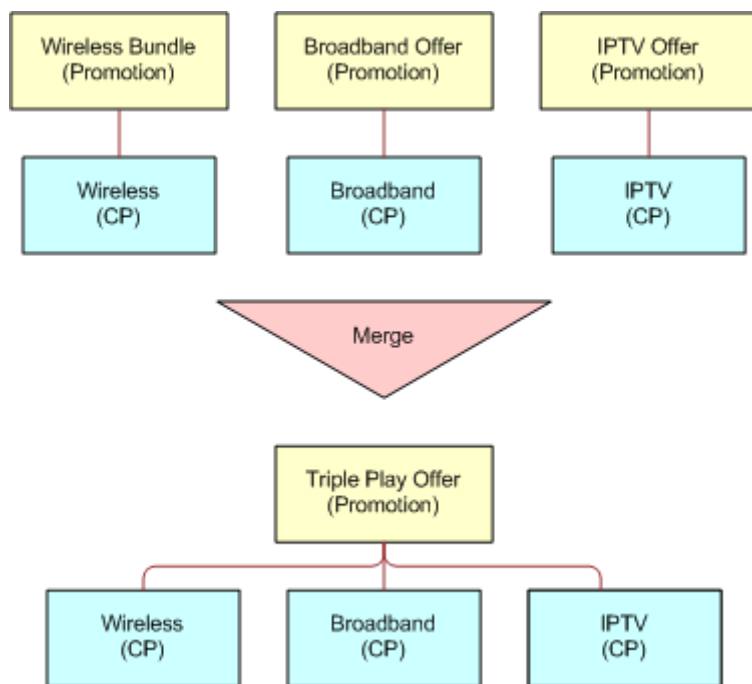 Wireless Bundle
(Promotion)
Broadband Offer
(Promotion)
IPTV Offer
(Promotion)
Wireless
(CP)
Broadband
(CP)
IPTV
(CP)
Merge
Triple Play Offer
(Promotion)
Wireless
(CP)
Broadband
(CP)
IPTV
(CP)